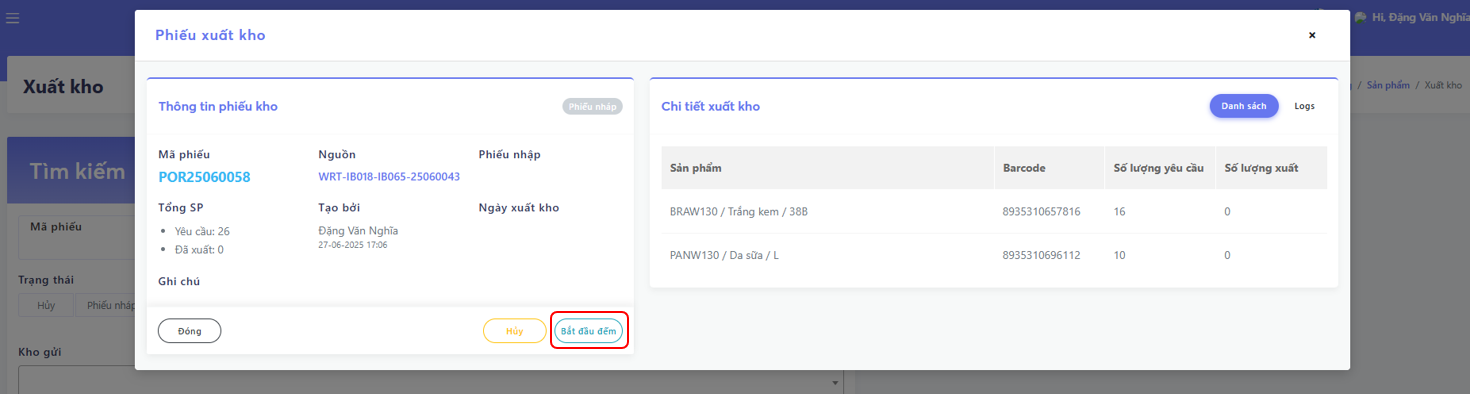 Hi, Đặng Văn Nghĩa
Phiếu xuất kho
×
Xuất kho
/ Sản phẩm / Xuất kho
Thông tin phiếu kho
Phiếu nháp
Chi tiết xuất kho
Danh sách
Logs
Tìm kiếm
Mã phiếu
Nguồn
Phiếu nhập
POR25060058
WRT-IB018-IB065-25060043
Tổng SP
Tạo bởi
Ngày xuất kho
• Yêu cầu: 26
• Đã xuất: 0
Đặng Văn Nghĩa
27-06-2025 17:06
Ghi chú
Đóng
Hủy
Bắt đầu đếm
Sản phẩm Barcode Số lượng yêu cầu Số lượng xuất
BRAW130 / Trắng kem / 38B 8935310657816 16 0
PANW130 / Da sữa / L 8935310696112 10 0
Mã phiếu
Trạng thái
Hủy
Phiếu nháp
Kho gửi